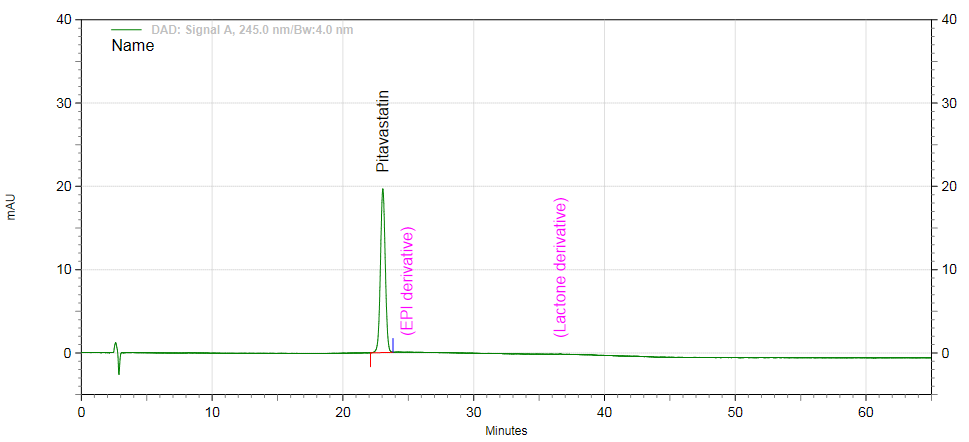 DAD: Signal A, 245.0 nm/Bw:4.0 nm
Name
40
30
20
10
0
mAU
Pitavastatin
(EPI derivative)
(Lactone derivative)
40
30
20
10
0
0 10 20 30 40 50 60
Minutes